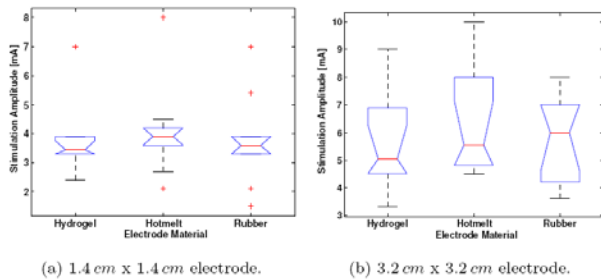 8
7
6
5
4
3
2
Stimulation Amplitude [mA]
Hydrogel Hotmelt Rubber
Electrode Material
(a) 1.4 cm x 1.4 cm electrode.
10
9
8
7
6
5
4
3
Stimulation Amplitude [mA]
Hydrogel Hotmelt Rubber
Electrode Material
(b) 3.2 cm x 3.2 cm electrode.